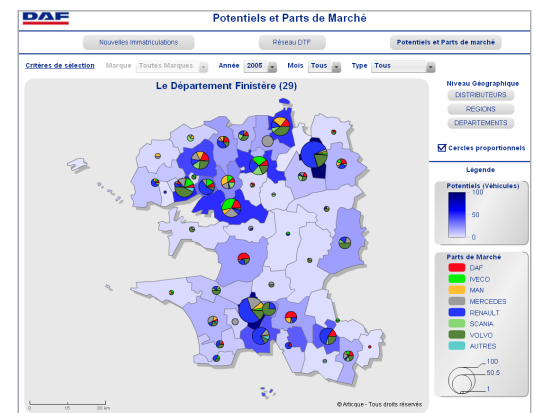 DAF
Potentiels et Parts de Marché
Nouvelles Immatriculations
Réseau DTF
Potentiels et Parts de marché
Critères de sélection Marque Toutes Marques Année 2005 Mois Tous Type Tous
Le Département Finistère (29)
Niveau Géographique
DISTRIBUTEURS
REGIONS
DEPARTEMENTS
Cercles proportionnels
Légende
Potentiels (Véhicules)
100
50
0
Parts de Marché
DAF
IVECO
MAN
MERCEDES
RENAULT
SCANIA
VOLVO
AUTRES
100
50.5
1
0 15 30 km
© Articque - Tous droits réservés